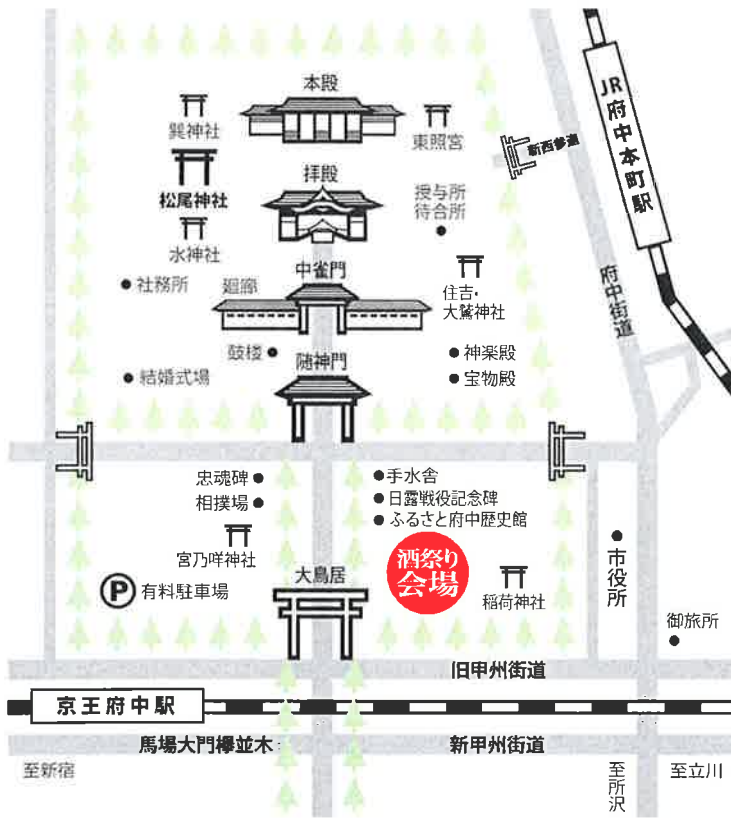 本殿
巽神社
東照宮
JR府中本町駅
新西参道
松尾神社
拝殿
授与所
待合所
水神社
中雀門
社務所
廻廊
住吉・
大鷲神社
府中街道
鼓楼
神楽殿
結婚式場
随神門
宝物殿
忠魂碑
手水舎
相撲場
日露戦役記念碑
ふるさと府中歴史館
宮乃咩神社
酒祭り
会場
市役所
大鳥居
P 有料駐車場
稲荷神社
御旅所
旧甲州街道
京王府中駅
馬場大門欅並木
新甲州街道
至新宿
至所沢
至立川